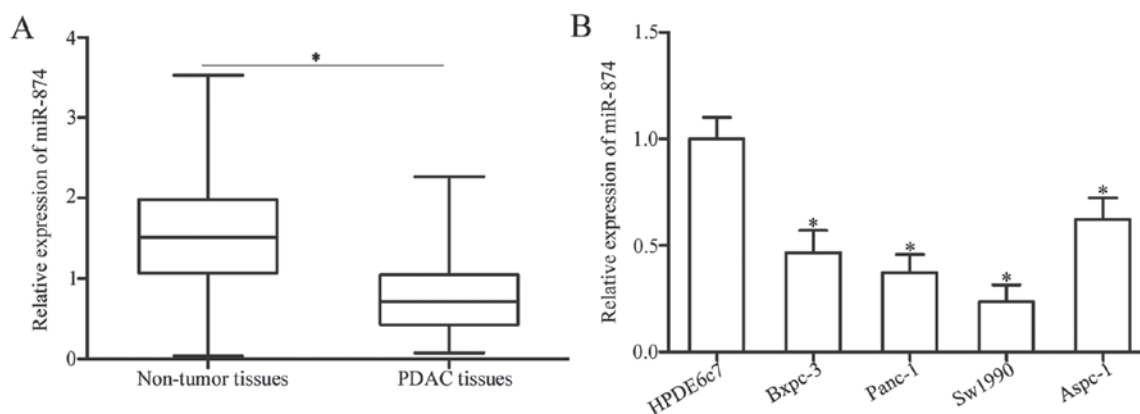 A
Relative expression of miR-874
4
3
2
1
0
*
Non-tumor tissues
PDAC tissues
B
Relative expression of miR-874
1.5
1.0
0.5
0.0
*
*
*
*
HPDE6c7
Bxpc-3
Panc-1
Sw1990
Aspc-1